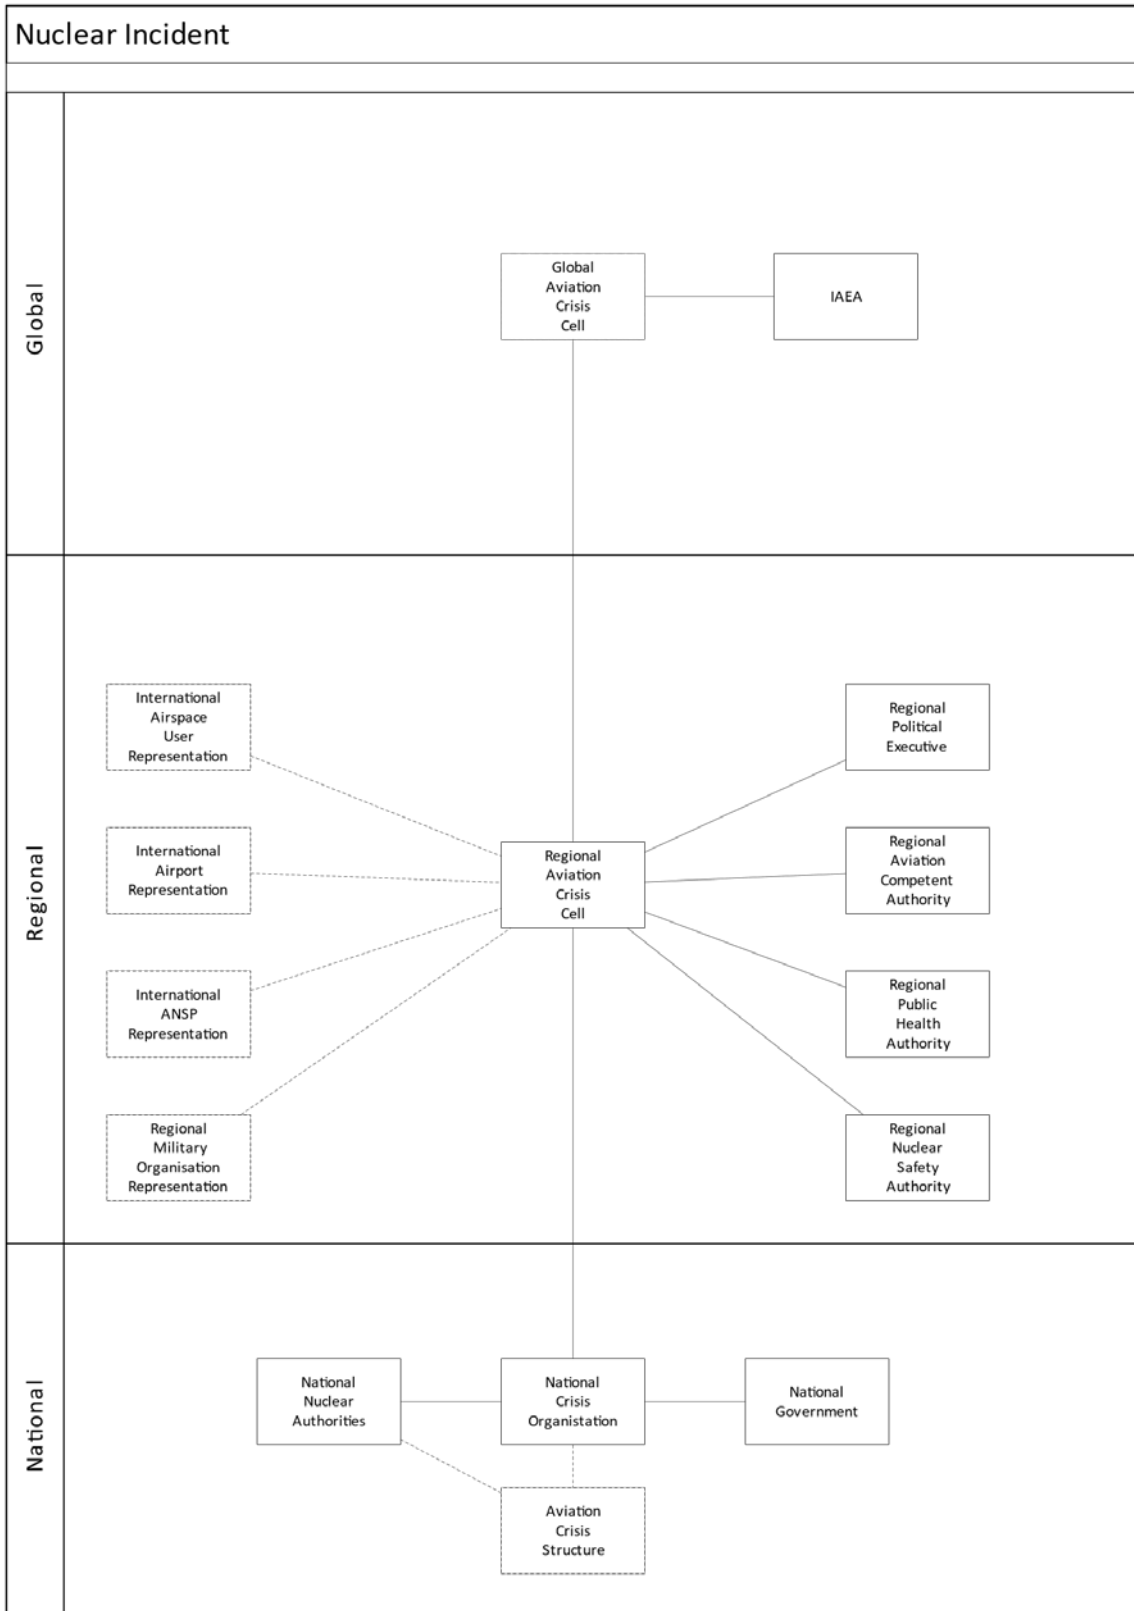 Nuclear Incident
Global
Global
Aviation
Crisis
Cell
IAEA
Regional
International
Airspace
User
Representation
Regional
Political
Executive
International
Airport
Representation
Regional
Aviation
Crisis
Cell
Regional
Aviation
Competent
Authority
International
ANSP
Representation
Regional
Public
Health
Authority
Regional
Military
Organisation
Representation
Regional
Nuclear
Safety
Authority
National
National
Nuclear
Authorities
National
Crisis
Organistation
National
Government
Aviation
Crisis
Structure